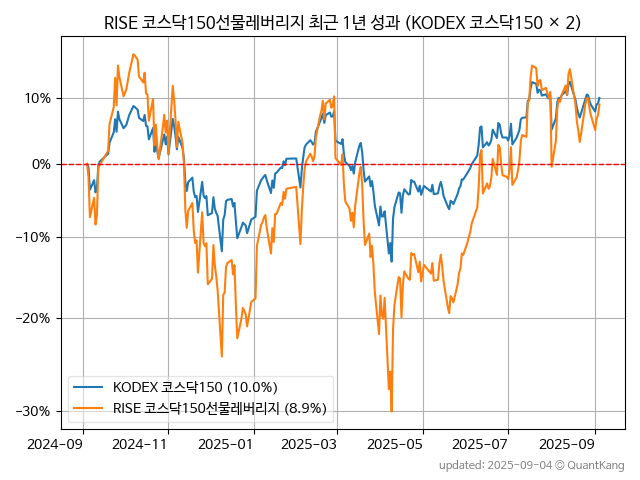 RISE 코스닥150선물레버리지 최근 1년 성과 (KODEX 코스닥150 × 2)
10%
0%
−10%
−20%
−30%
KODEX 코스닥150 (10.0%)
RISE 코스닥150선물레버리지 (8.9%)
2024-09 2024-11 2025-01 2025-03 2025-05 2025-07 2025-09
updated: 2025-09-04 © QuantKang